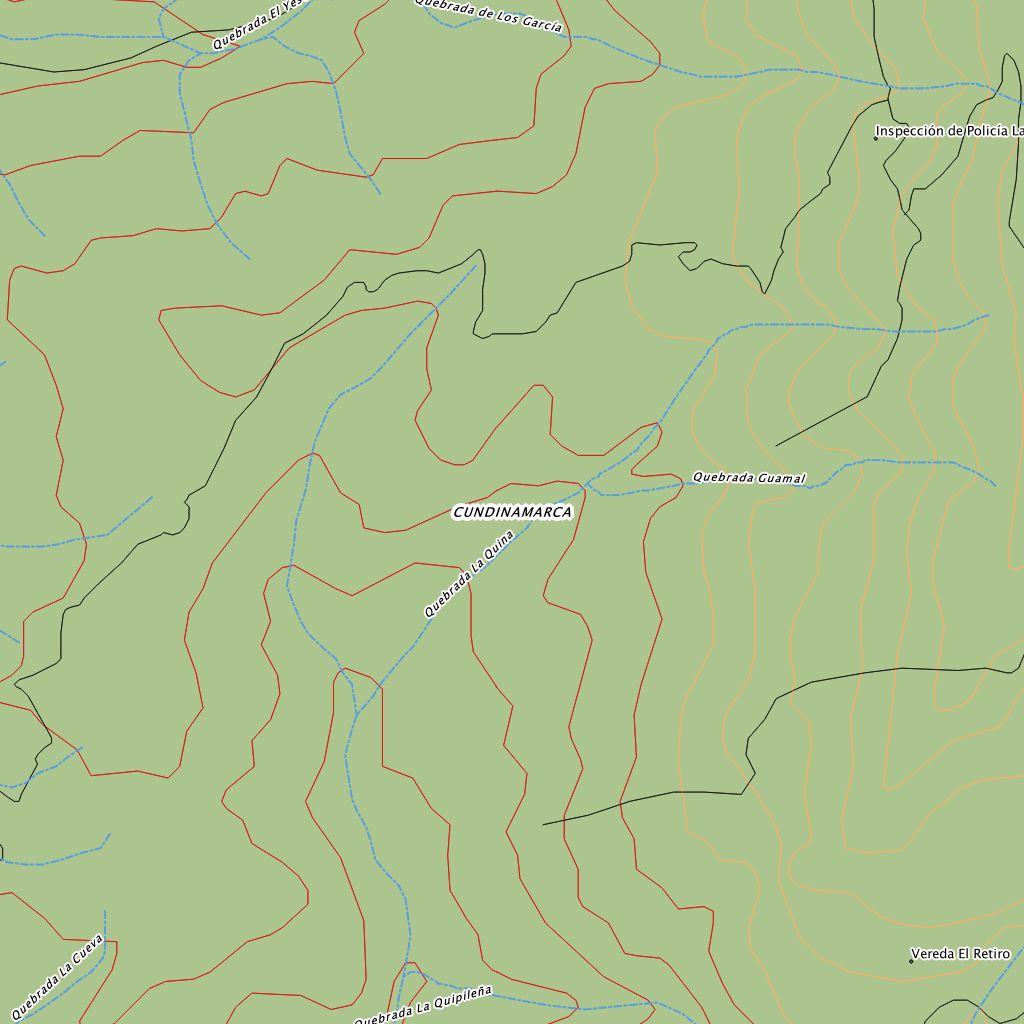 Quebrada El Yes
Quebrada de Los García
Inspección de Policía La
Quebrada Guamal
CUNDINAMARCA
Quebrada La Quina
Quebrada La Cueva
Vereda El Retiro
Quebrada La Quipileña